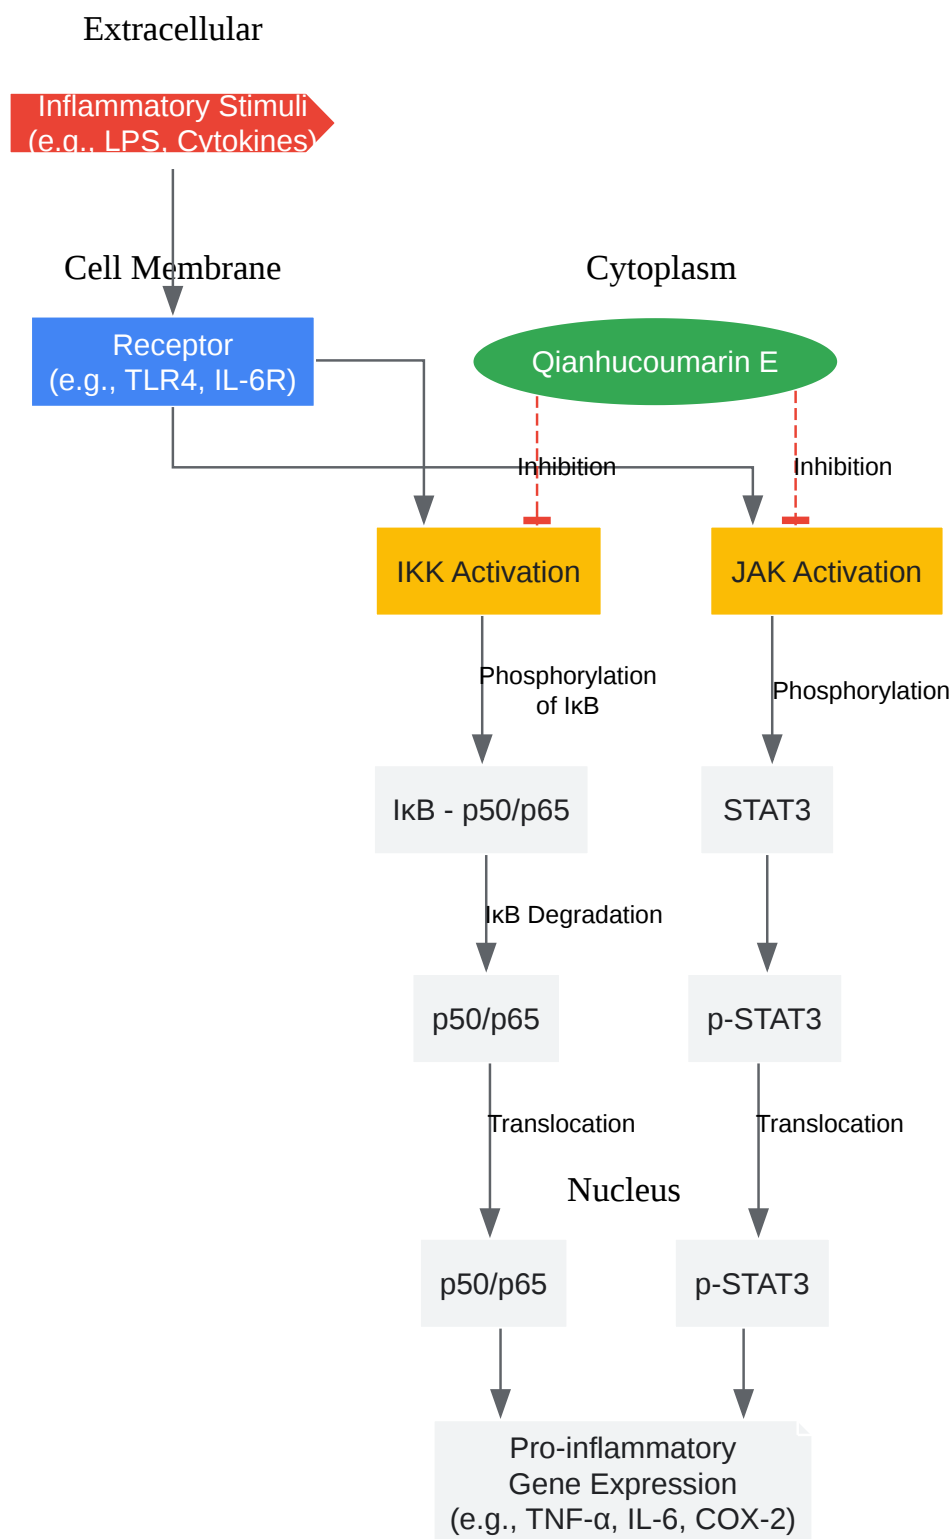 Extracellular
Inflammatory Stimuli
(e.g., LPS, Cytokines)
Cell Membrane
Cytoplasm
Receptor
(e.g., TLR4, IL-6R)
Qianhucoumarin E
Inhibition
Inhibition
IKK Activation
JAK Activation
Phosphorylation
of IκB
Phosphorylation
IκB - p50/p65
STAT3
IκB Degradation
p50/p65
p-STAT3
Translocation
Translocation
Nucleus
p50/p65
p-STAT3
Pro-inflammatory
Gene Expression
(e.g., TNF-α, IL-6, COX-2)